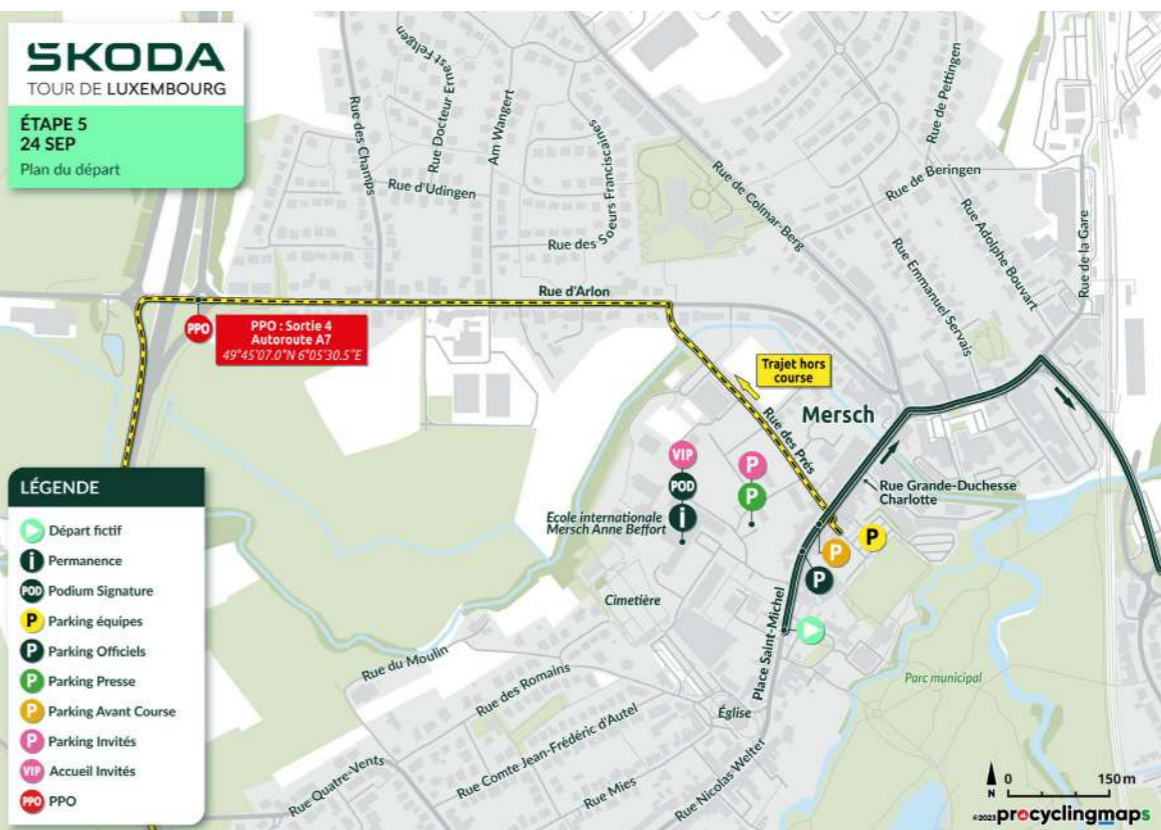 ŠKODA
TOUR DE LUXEMBOURG
ÉTAPE 5
24 SEP
Plan du départ
Rue des Champs
Rue Docteur Ernest Feltgen
Am Wangert
Rue d'Udingen
Rue des Soeurs Franciscaines
Rue de Colmar-Berg
Rue de Pettingen
Rue de Beringen
Rue Adolphe Bouvart
Rue Emmanuel Servais
Rue de la Gare
Rue d'Arlon
PPO
PPO : Sortie 4
Autoroute A7
49°45'07.0"N 6°05'30.5"E
Trajet hors
course
Rue des Prés
Mersch
Rue Grande-Duchesse
Charlotte
VIP
POD
i
P
P
P
P
P
Ecole internationale
Mersch Anne Beffort
Cimetière
Place Saint-Michel
Parc municipal
Rue du Moulin
Rue des Romains
Église
Rue Comte Jean-Frédéric d'Autel
Rue Quatre-Vents
Rue Mies
Rue Nicolas Welter
LÉGENDE
Départ fictif
i Permanence
POD Podium Signature
P Parking équipes
P Parking Officiels
P Parking Presse
P Parking Avant Course
P Parking Invités
VIP Accueil Invités
PPO PPO
N
0 150 m
©2023 procyclingmaps